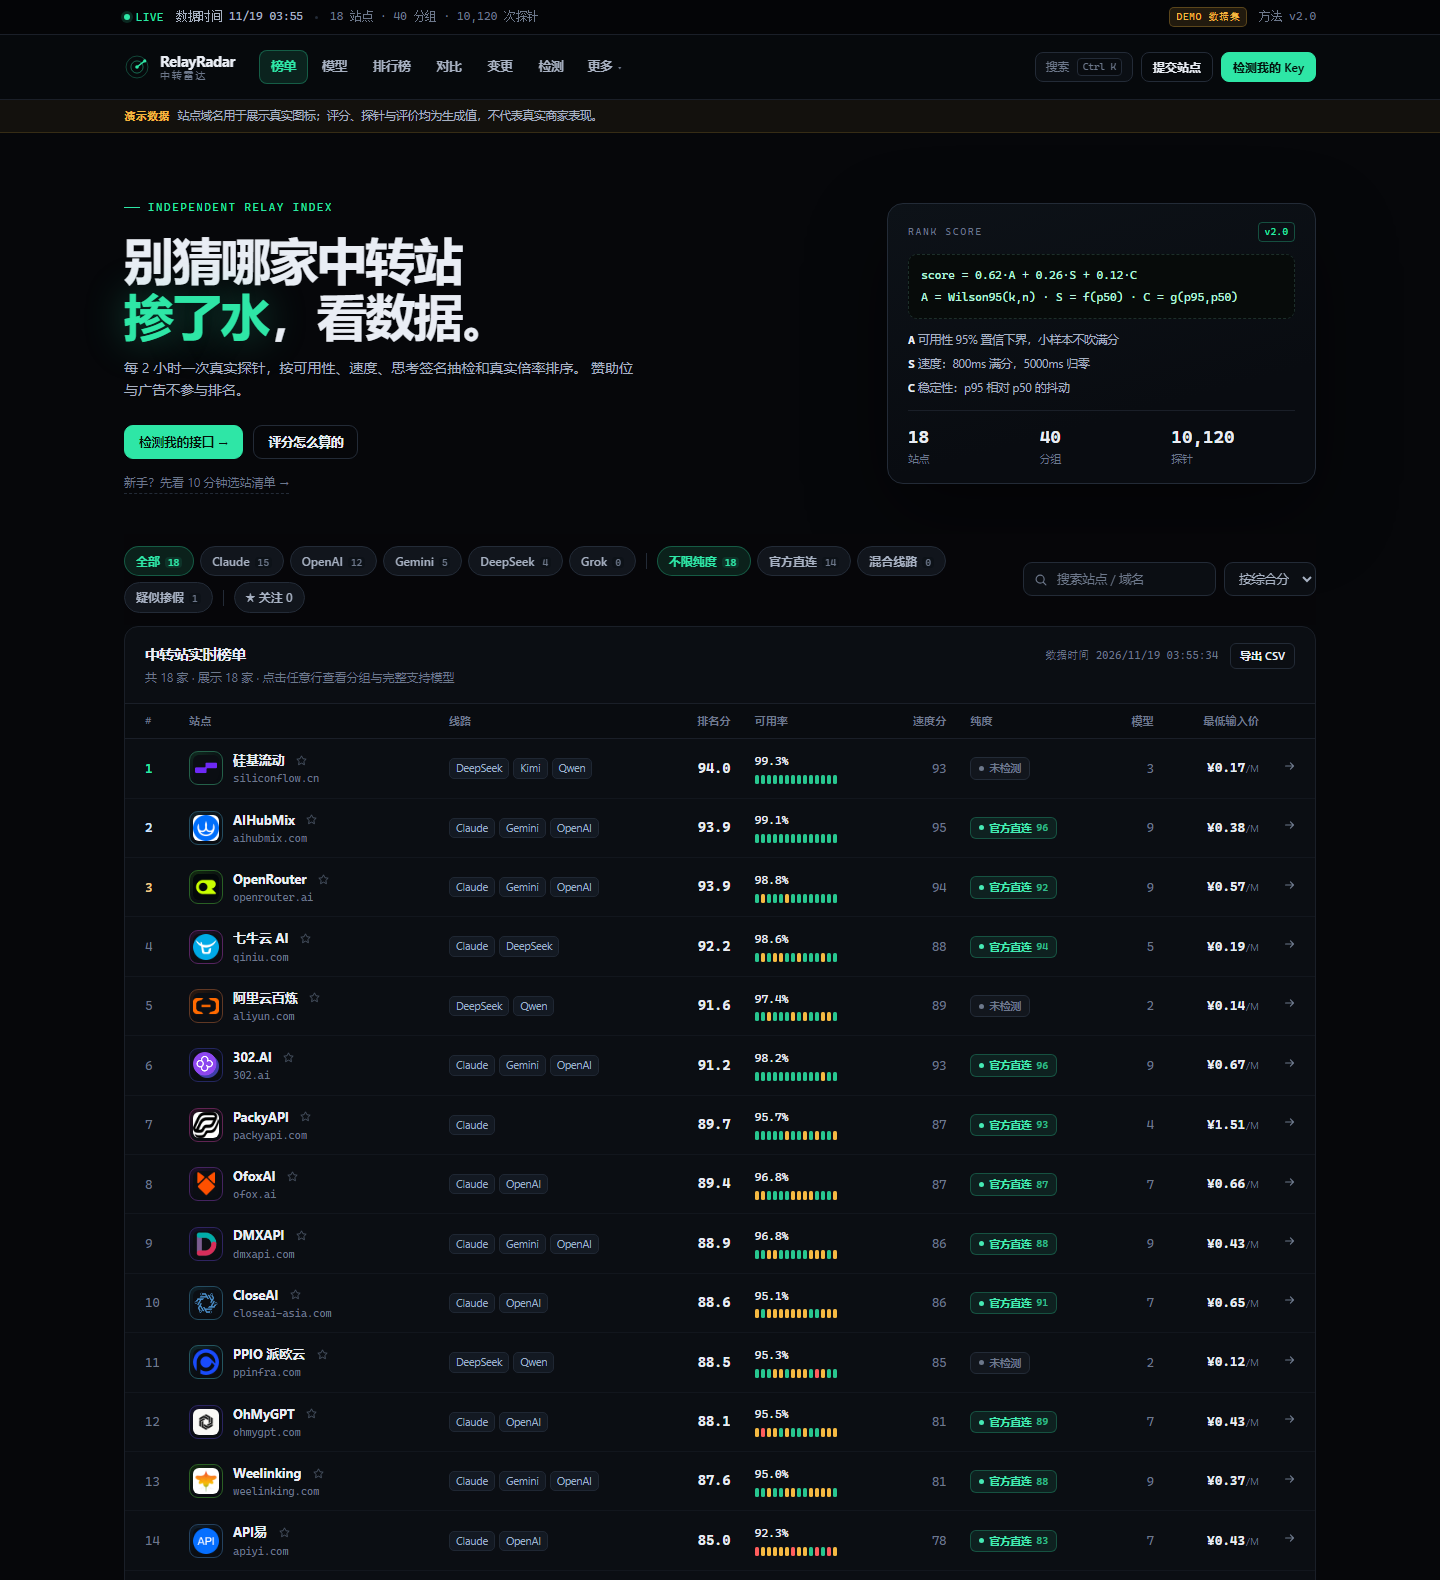 LIVE 数据时间 11/19 03:55 · 18 站点 · 40 分组 · 10,120 次探针
DEMO 数据集 方法 v2.0
RelayRadar
中转雷达
榜单 模型 排行榜 对比 变更 检测 更多
搜索 Ctrl K 提交站点 检测我的 Key
演示数据 站点域名用于展示真实图标；评分、探针与评价均为生成值，不代表真实商家表现。
INDEPENDENT RELAY INDEX
别猜哪家中转站
掺了水，看数据。
每 2 小时一次真实探针，按可用性、速度、思考签名抽检和真实倍率排序。 赞助位
与广告不参与排名。
检测我的接口 → 评分怎么算的
新手？先看 10 分钟选站清单 →
RANK SCORE v2.0
score = 0.62·A + 0.26·S + 0.12·C
A = Wilson95(k,n) · S = f(p50) · C = g(p95,p50)
A 可用性 95% 置信下界，小样本不吹满分
S 速度：800ms 满分，5000ms 归零
C 稳定性：p95 相对 p50 的抖动
18 40 10,120
站点 分组 探针
全部 18 Claude 15 OpenAI 12 Gemini 5 DeepSeek 4 Grok 0 不限纯度 18 官方直连 14 混合线路 0
疑似掺假 1 ★ 关注 0
搜索站点 / 域名 按综合分
中转站实时榜单
共 18 家 · 展示 18 家 · 点击任意行查看分组与完整支持模型
数据时间 2026/11/19 03:55:34 导出 CSV
# 站点 线路 排名分 可用率 速度分 纯度 模型 最低输入价
1 硅基流动 ☆ siliconflow.cn DeepSeek Kimi Qwen 94.0 99.3% 93 未检测 3 ¥0.17/M →
2 AIHubMix ☆ aihubmix.com Claude Gemini OpenAI 93.9 99.1% 95 官方直连 96 9 ¥0.38/M →
3 OpenRouter ☆ openrouter.ai Claude Gemini OpenAI 93.9 98.8% 94 官方直连 92 9 ¥0.57/M →
4 七牛云 AI ☆ qiniu.com Claude DeepSeek 92.2 98.6% 88 官方直连 94 5 ¥0.19/M →
5 阿里云百炼 ☆ aliyun.com DeepSeek Qwen 91.6 97.4% 89 未检测 2 ¥0.14/M →
6 302.AI ☆ 302.ai Claude Gemini OpenAI 91.2 98.2% 93 官方直连 96 9 ¥0.67/M →
7 PackyAPI ☆ packyapi.com Claude 89.7 95.7% 87 官方直连 93 4 ¥1.51/M →
8 OfoxAI ☆ ofox.ai Claude OpenAI 89.4 96.8% 87 官方直连 87 7 ¥0.66/M →
9 DMXAPI ☆ dmxapi.com Claude Gemini OpenAI 88.9 96.8% 86 官方直连 88 9 ¥0.43/M →
10 CloseAI ☆ closeai-asia.com Claude OpenAI 88.6 95.1% 86 官方直连 91 7 ¥0.65/M →
11 PPIO 派欧云 ☆ ppinfra.com DeepSeek Qwen 88.5 95.3% 85 未检测 2 ¥0.12/M →
12 OhMyGPT ☆ ohmygpt.com Claude OpenAI 88.1 95.5% 81 官方直连 89 7 ¥0.43/M →
13 Weelinking ☆ weelinking.com Claude Gemini OpenAI 87.6 95.0% 81 官方直连 88 9 ¥0.37/M →
14 API API易 ☆ apiyi.com Claude OpenAI 85.0 92.3% 78 官方直连 83 7 ¥0.43/M →